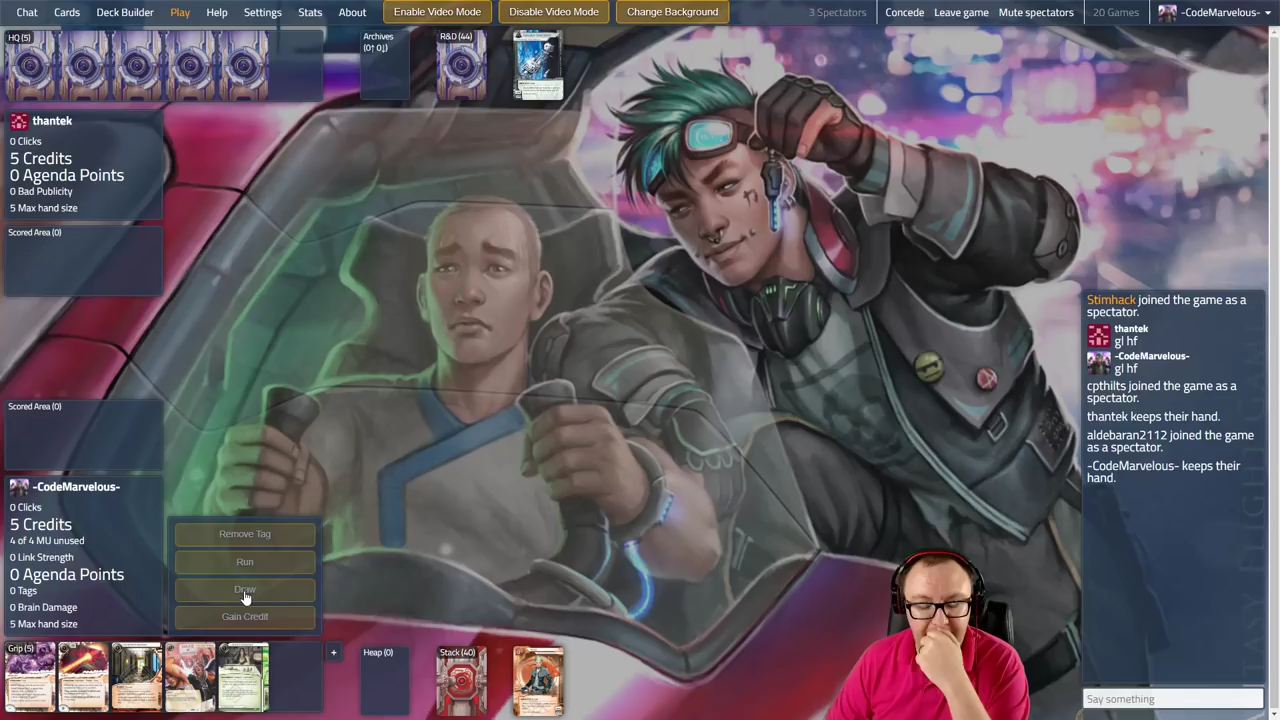 Chat
Cards
Deck Builder
Play
Help
Settings
Stats
About
Enable Video Mode
Disable Video Mode
Change Background
3 Spectators
Concede
Leave game
Mute spectators
20 Games
-CodeMarvelous-
HQ (5)
Archives
(0↑ 0↓)
R&D (44)
thantek
0 Clicks
5 Credits
0 Agenda Points
0 Bad Publicity
5 Max hand size
Scored Area (0)
Stimhack joined the game as a
spectator.
thantek
gl hf
-CodeMarvelous-
gl hf
cpthilts joined the game as a
spectator.
thantek keeps their hand.
aldebaran2112 joined the game
as a spectator.
-CodeMarvelous- keeps their
hand.
Scored Area (0)
-CodeMarvelous-
0 Clicks
5 Credits
4 of 4 MU unused
0 Link Strength
0 Agenda Points
0 Tags
0 Brain Damage
5 Max hand size
Remove Tag
Run
Draw
Gain Credit
Grip (5)
+
Heap (0)
Stack (40)
Say something